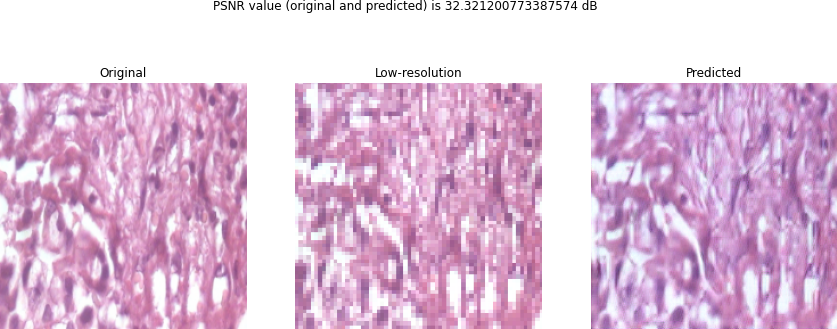 PSNR value (original and predicted) is 32.321200773387574 dB
Original
Low-resolution
Predicted